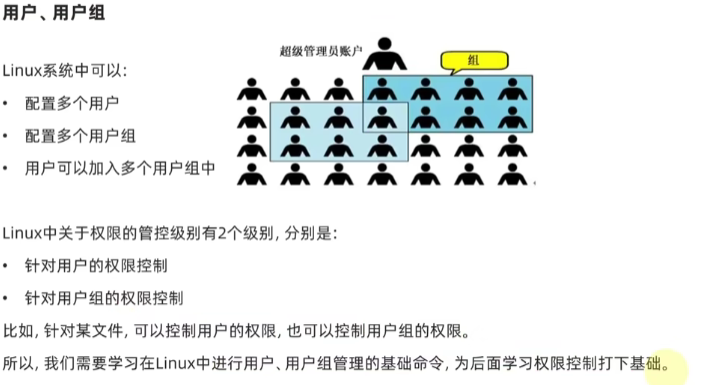 用户、用户组
超级管理员账户
组
Linux系统中可以:
• 配置多个用户
• 配置多个用户组
• 用户可以加入多个用户组中
Linux中关于权限的管控级别有2个级别, 分别是:
• 针对用户的权限控制
• 针对用户组的权限控制
比如, 针对某文件, 可以控制用户的权限, 也可以控制用户组的权限。
所以, 我们需要学习在Linux中进行用户、用户组管理的基础命令, 为后面学习权限控制打下基础。